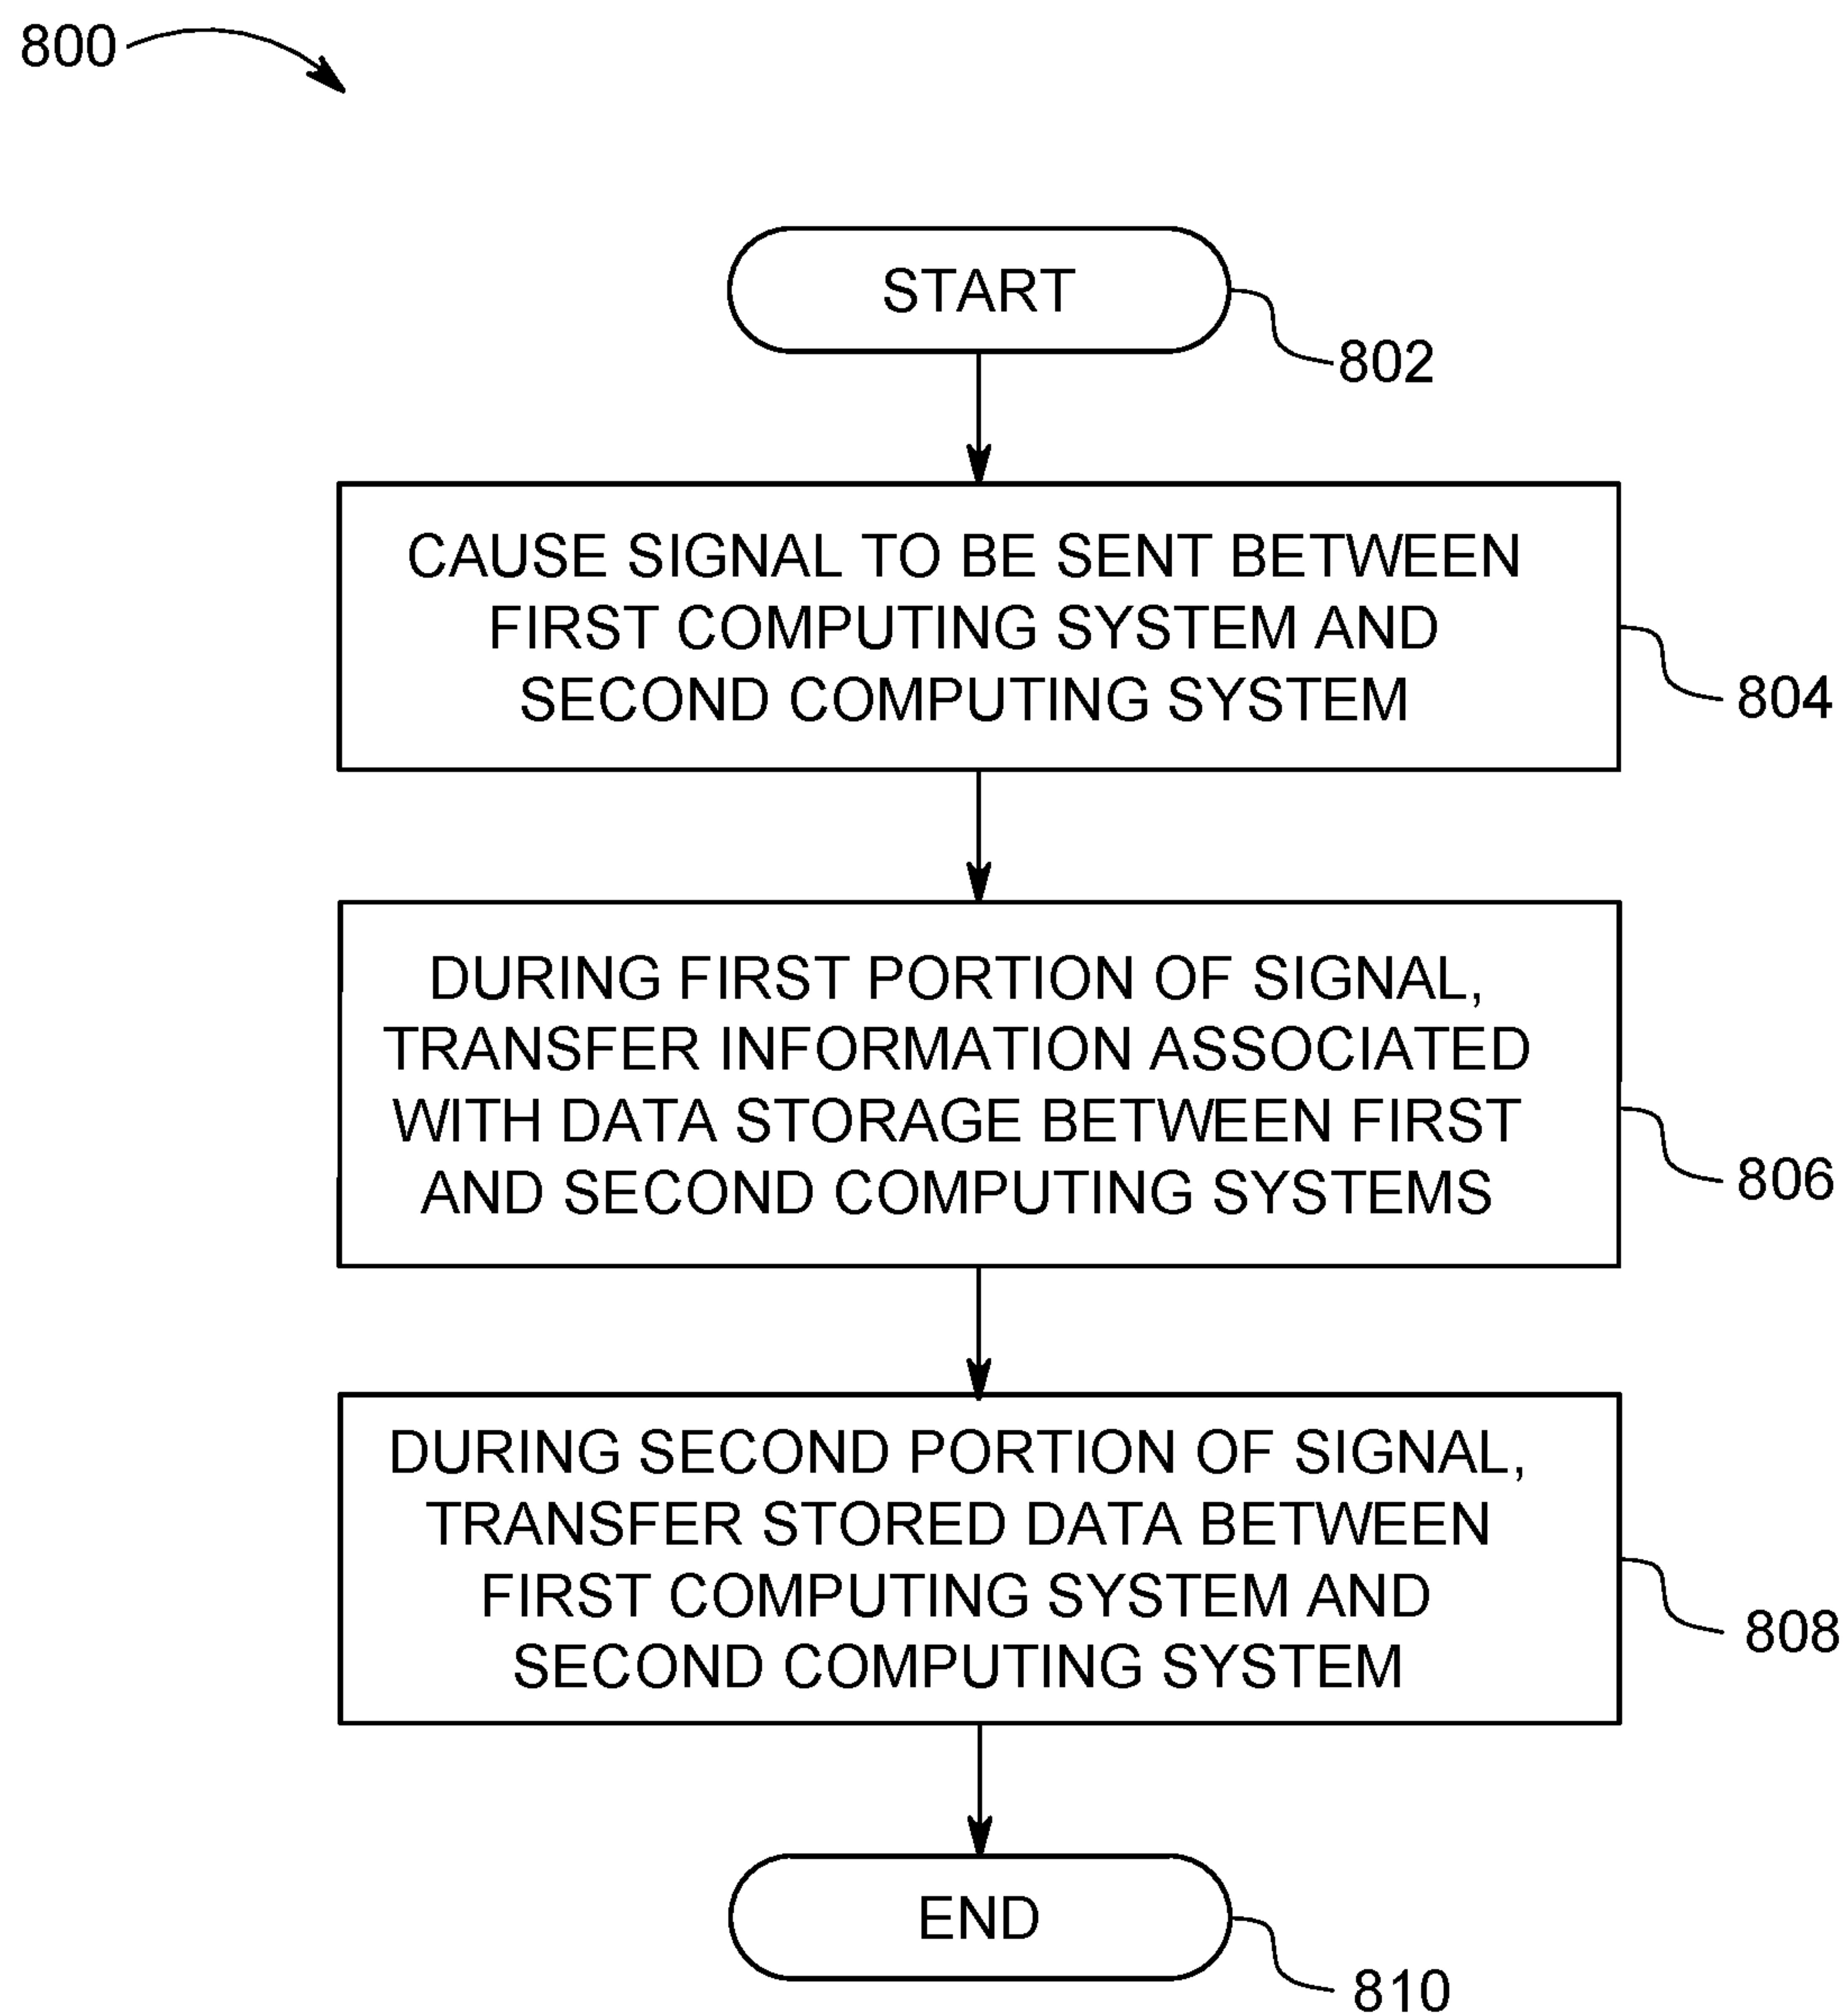 800
START
802
CAUSE SIGNAL TO BE SENT BETWEEN
FIRST COMPUTING SYSTEM AND
SECOND COMPUTING SYSTEM
804
DURING FIRST PORTION OF SIGNAL,
TRANSFER INFORMATION ASSOCIATED
WITH DATA STORAGE BETWEEN FIRST
AND SECOND COMPUTING SYSTEMS
806
DURING SECOND PORTION OF SIGNAL,
TRANSFER STORED DATA BETWEEN
FIRST COMPUTING SYSTEM AND
SECOND COMPUTING SYSTEM
808
END
810